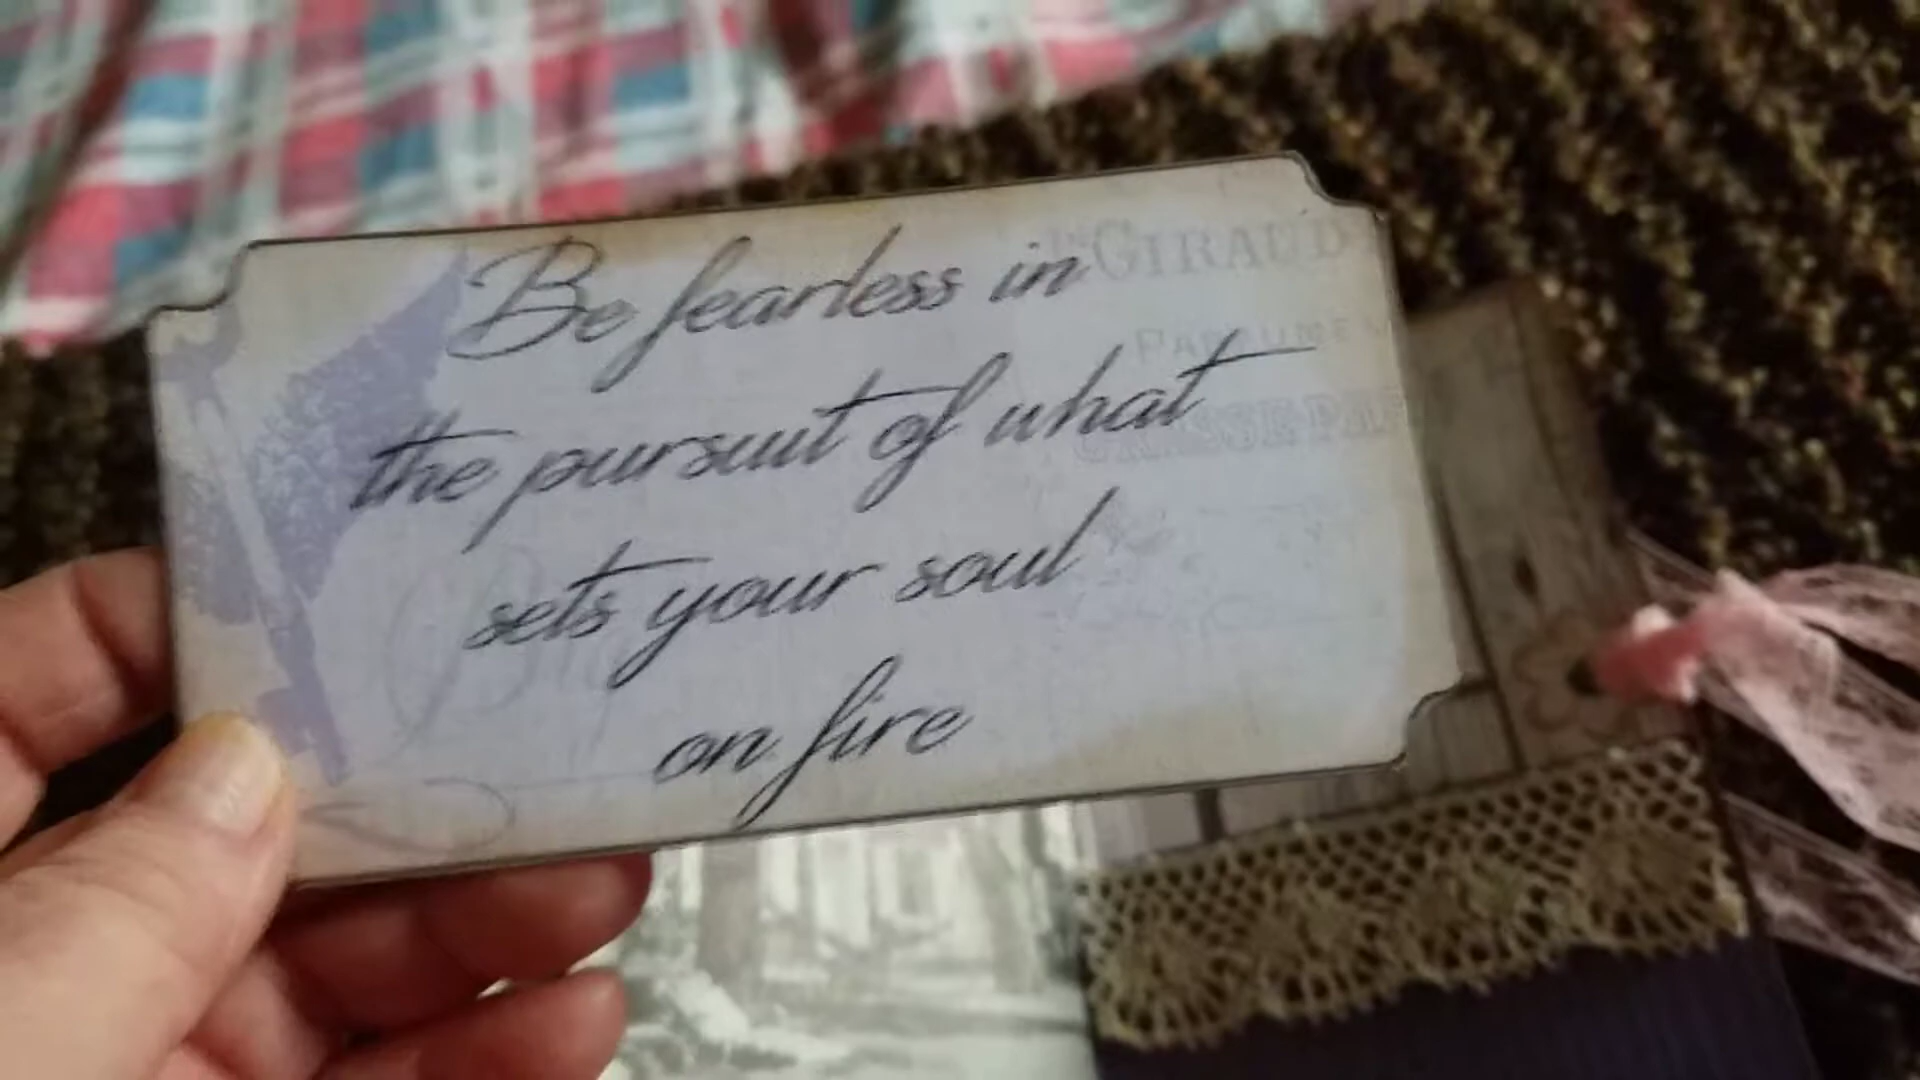 Be fearless in
the pursuit of what
sets your soul
on fire
GIRAUD